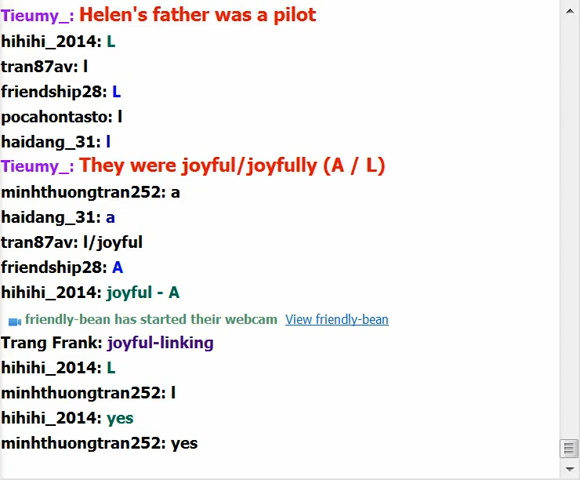 Tieumy_: Helen's father was a pilot
hihihi_2014: L
tran87av: l
friendship28: L
pocahontasto: l
haidang_31: l
Tieumy_: They were joyful/joyfully (A / L)
minhthuongtran252: a
haidang_31: a
tran87av: l/joyful
friendship28: A
hihihi_2014: joyful - A
friendly-bean has started their webcam View friendly-bean
Trang Frank: joyful-linking
hihihi_2014: L
minhthuongtran252: l
hihihi_2014: yes
minhthuongtran252: yes